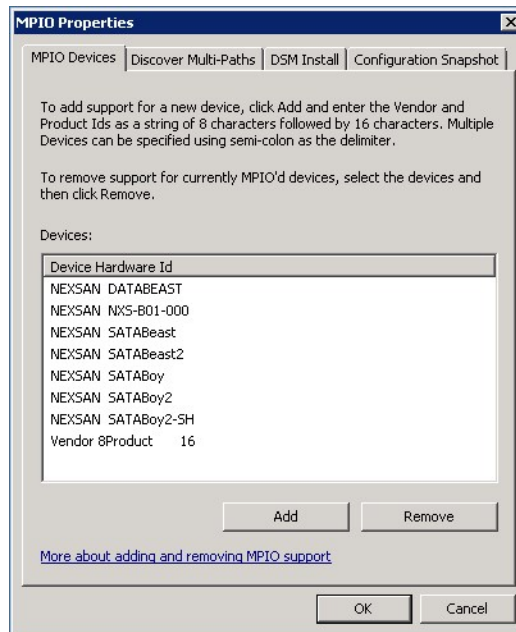 MPIO Properties
MPIO Devices Discover Multi-Paths DSM Install Configuration Snapshot
To add support for a new device, click Add and enter the Vendor and
Product Ids as a string of 8 characters followed by 16 characters. Multiple
Devices can be specified using semi-colon as the delimiter.
To remove support for currently MPIO'd devices, select the devices and
then click Remove.
Devices:
Device Hardware Id
NEXSAN DATABEAST
NEXSAN NXS-B01-000
NEXSAN SATABeast
NEXSAN SATABeast2
NEXSAN SATABoy
NEXSAN SATABoy2
NEXSAN SATABoy2-SH
Vendor 8Product 16
Add Remove
More about adding and removing MPIO support
OK Cancel